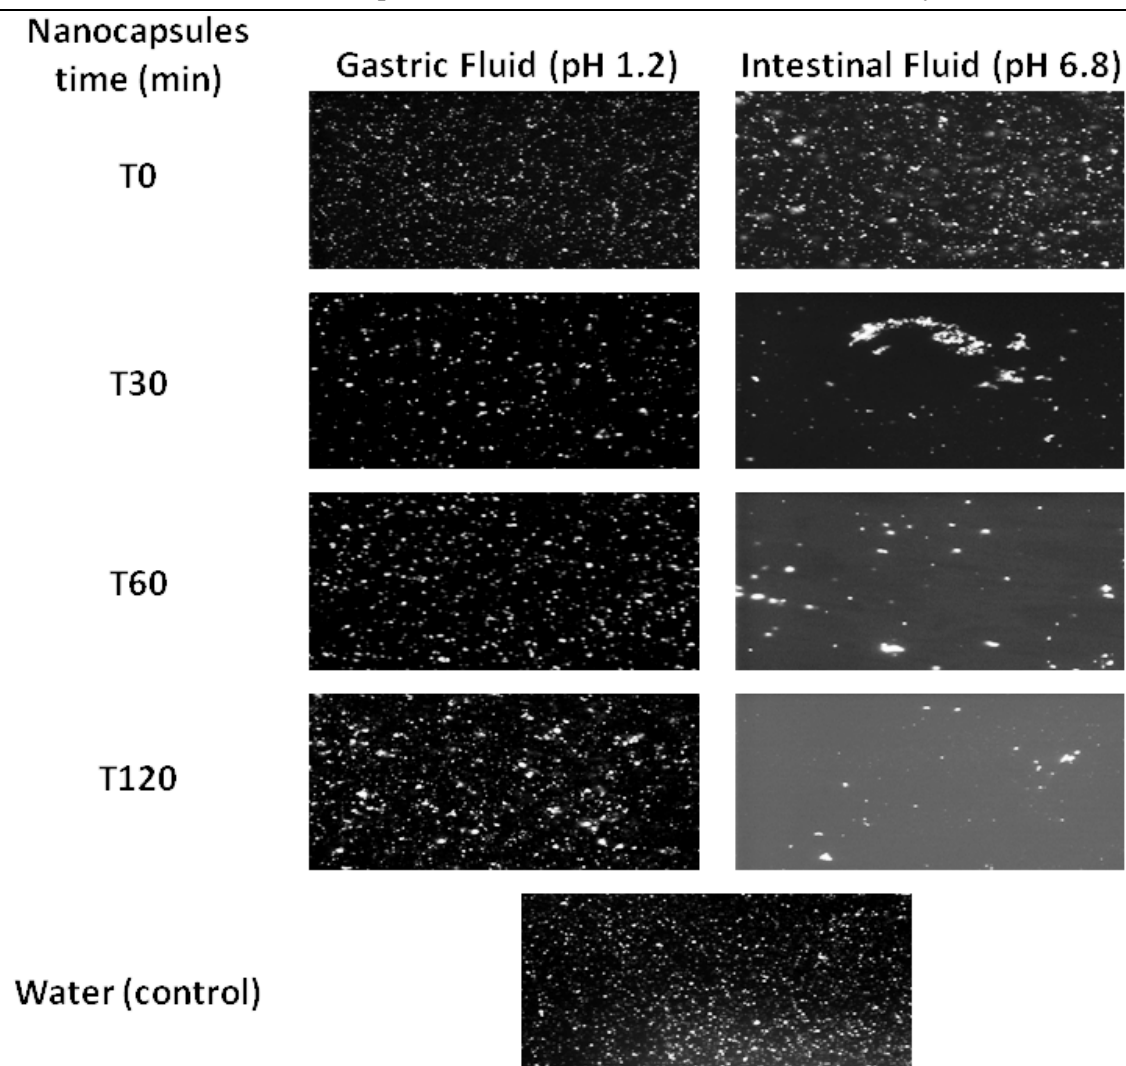 Nanocapsules
time (min)
Gastric Fluid (pH 1.2)
Intestinal Fluid (pH 6.8)
T0
T30
T60
T120
Water (control)